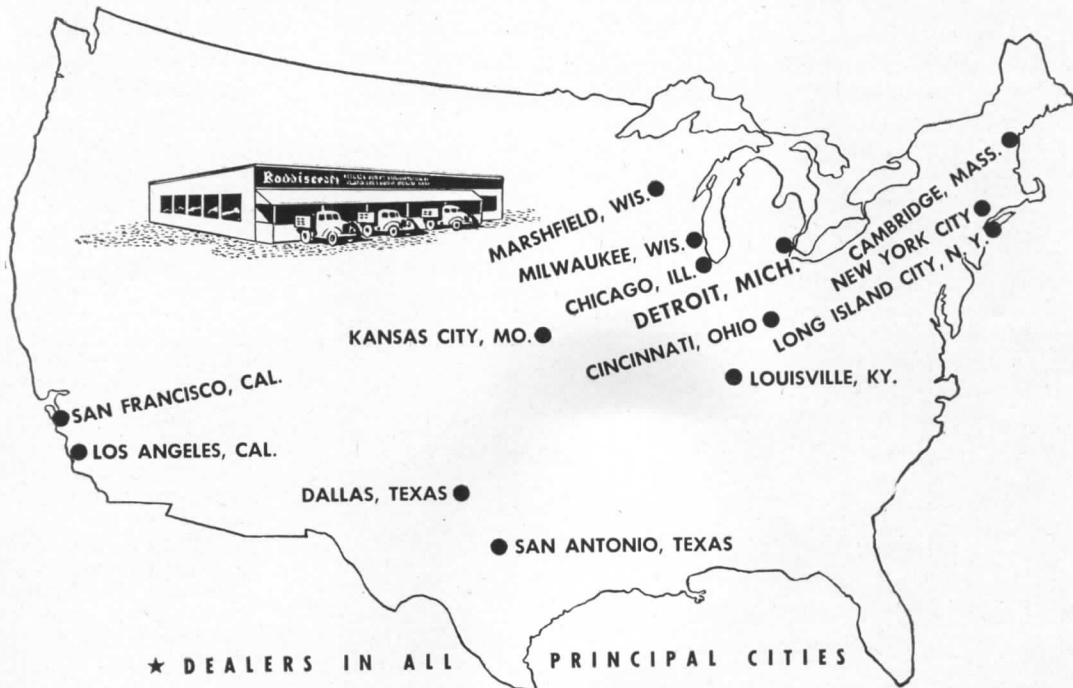 Roddiscraft
MARSHFIELD, WIS.
MILWAUKEE, WIS.
CHICAGO, ILL.
DETROIT, MICH.
CAMBRIDGE, MASS.
NEW YORK CITY
LONG ISLAND CITY, N. Y.
KANSAS CITY, MO.
CINCINNATI, OHIO
LOUISVILLE, KY.
SAN FRANCISCO, CAL.
LOS ANGELES, CAL.
DALLAS, TEXAS
SAN ANTONIO, TEXAS
★ DEALERS IN ALL PRINCIPAL CITIES